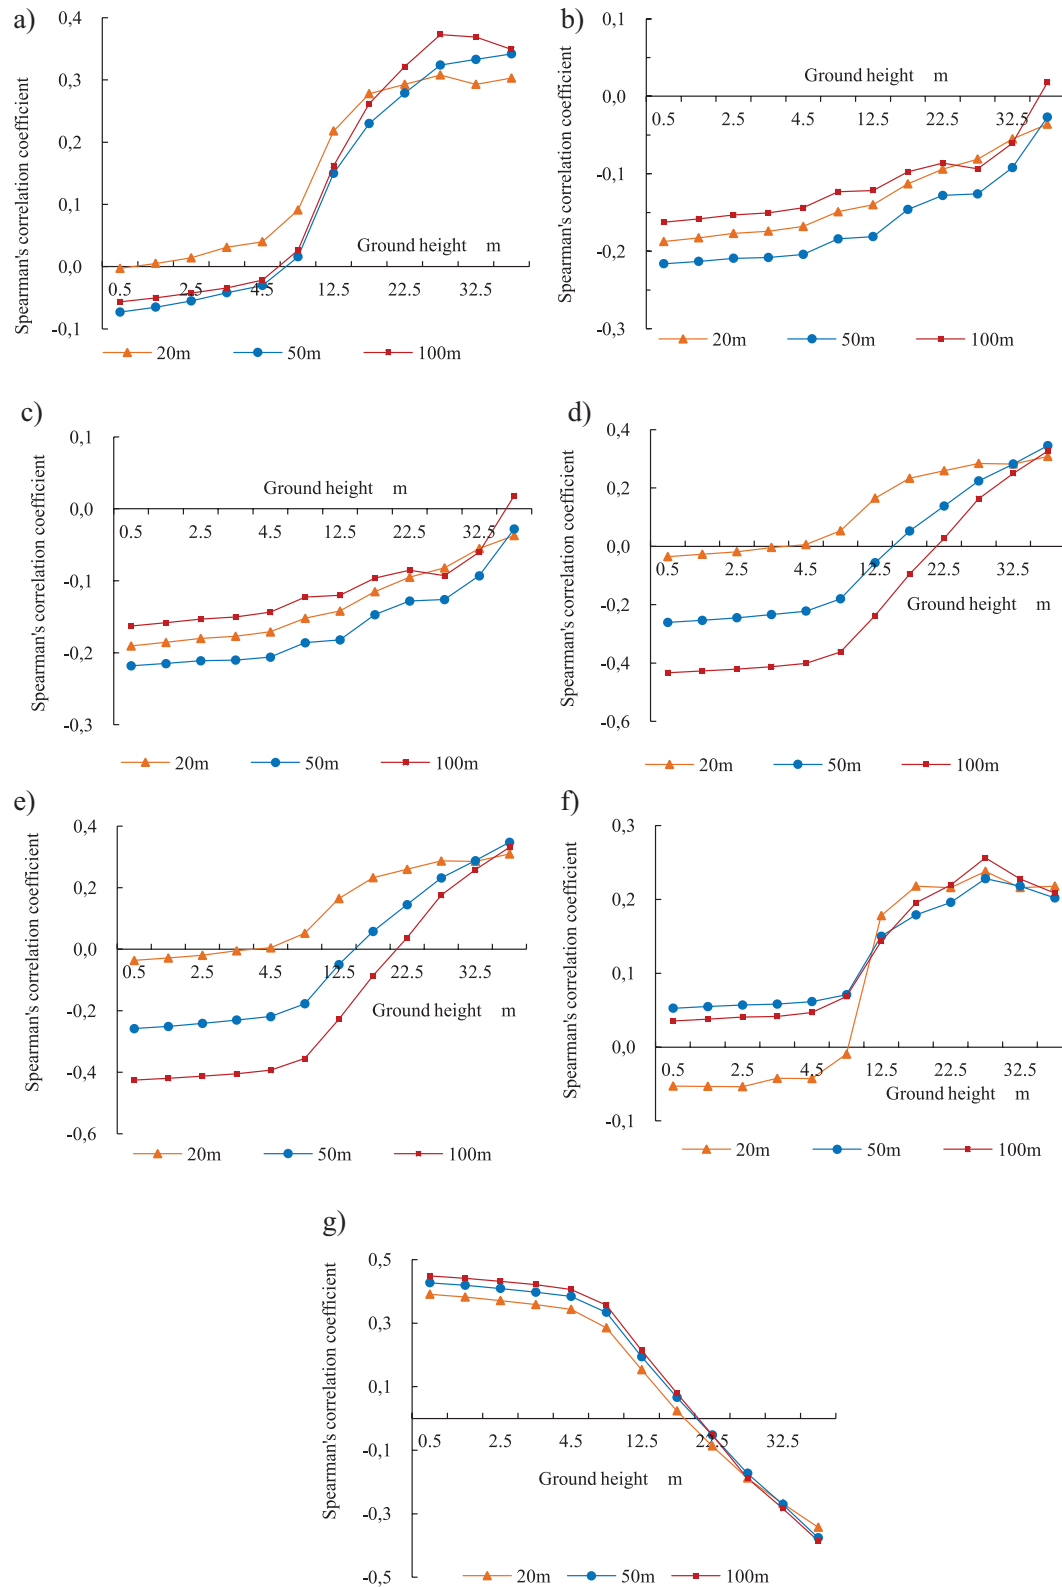 a)
0,4
0,3
0,2
0,1
0,0
-0,1
Spearman's correlation coefficient
Ground height m
0.5 2.5 4.5 12.5 22.5 32.5
20m 50m 100m
b)
0,1
0,0
-0,1
-0,2
-0,3
Spearman's correlation coefficient
Ground height m
0.5 2.5 4.5 12.5 22.5 32.5
20m 50m 100m
c)
0,1
0,0
-0,1
-0,2
-0,3
Spearman's correlation coefficient
Ground height m
0.5 2.5 4.5 12.5 22.5 32.5
20m 50m 100m
d)
0,4
0,2
0,0
-0,2
-0,4
-0,6
Spearman's correlation coefficient
0.5 2.5 4.5 12.5 22.5 32.5
Ground height m
20m 50m 100m
e)
0,4
0,2
0,0
-0,2
-0,4
-0,6
Spearman's correlation coefficient
0.5 2.5 4.5 12.5 22.5 32.5
Ground height m
20m 50m 100m
f)
0,3
0,2
0,1
0,0
-0,1
Spearman's correlation coefficient
0.5 2.5 4.5 12.5 22.5 32.5
Ground height m
20m 50m 100m
g)
0,5
0,3
0,1
-0,1
-0,3
-0,5
Spearman's correlation coefficient
0.5 2.5 4.5 12.5 22.5 32.5
Ground height m
20m 50m 100m